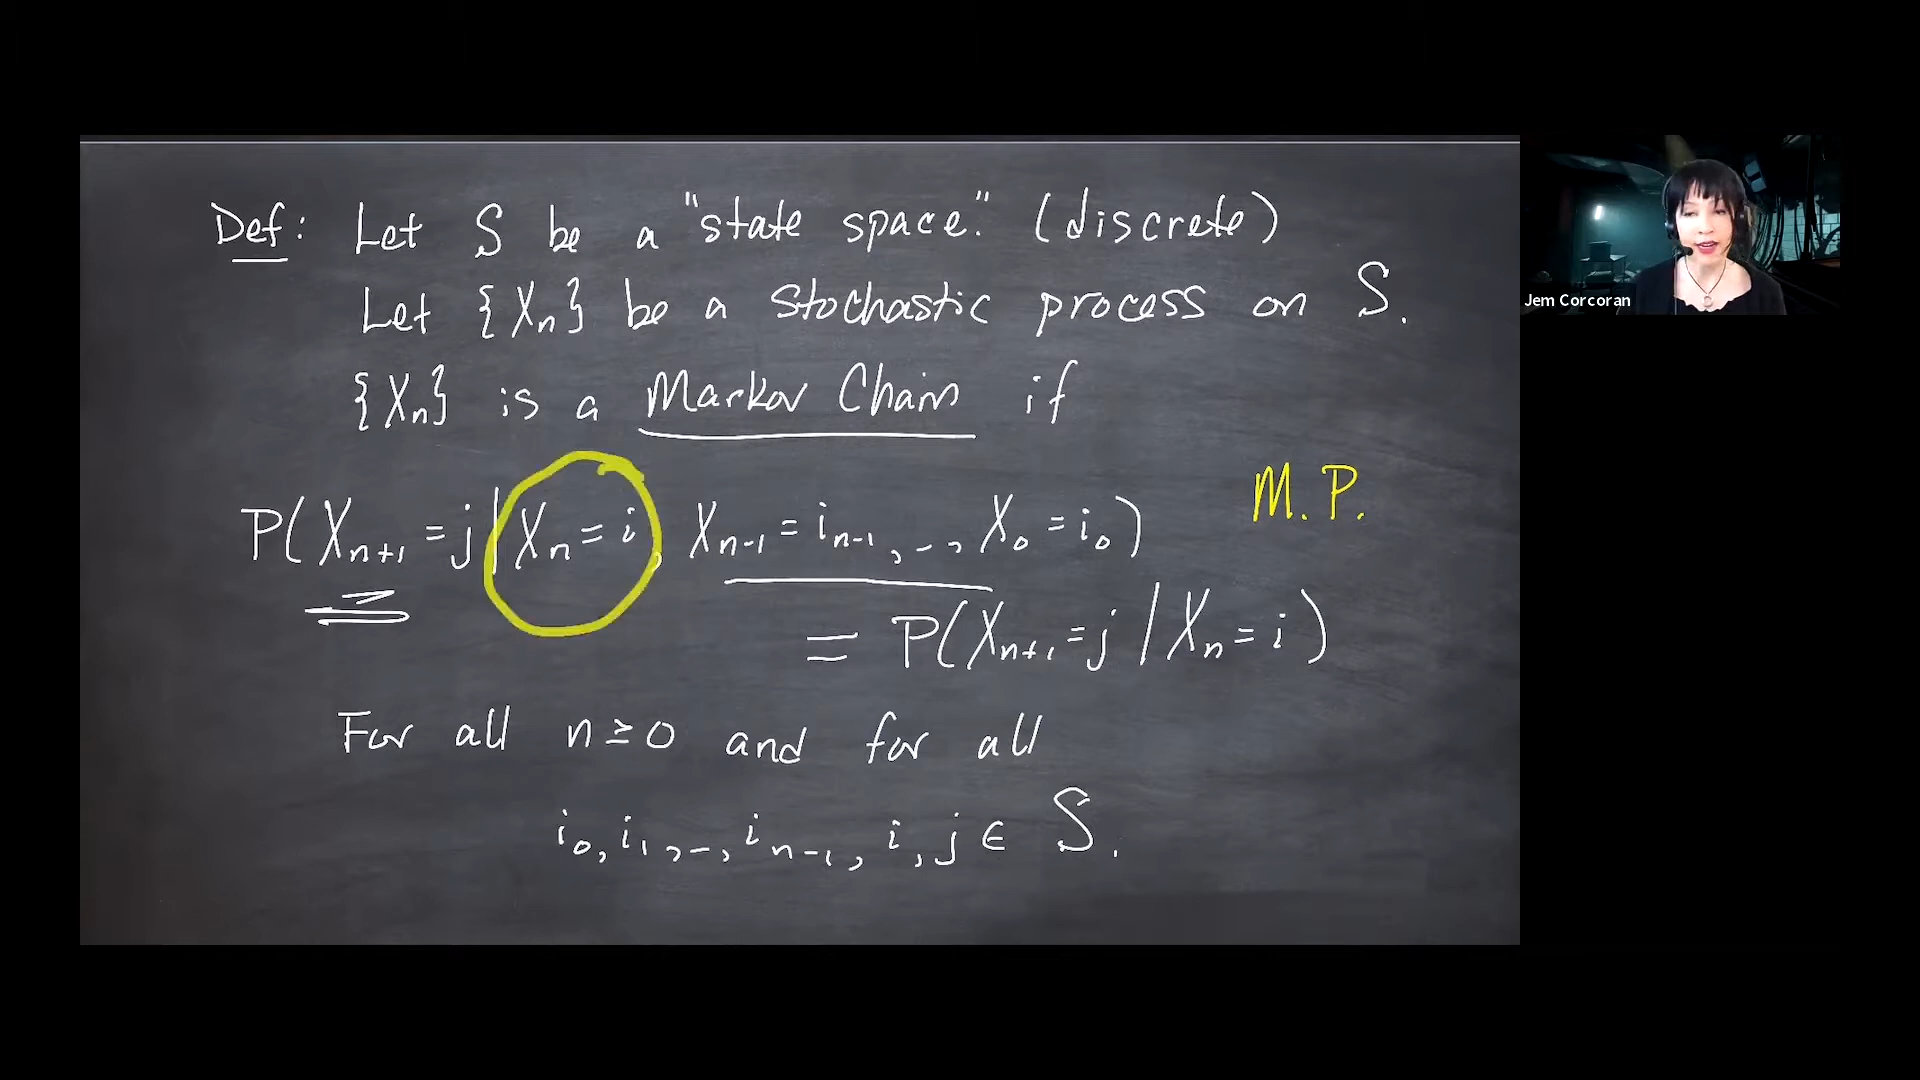 Def: Let S be a "state space." (discrete)
Let {Xn} be a stochastic process on S.
{Xn} is a Markov Chain if
P(Xn+1 = j | Xn = i, Xn-1 = in-1, --, X0 = i0)
M.P.
= P(Xn+1 = j | Xn = i)
For all n ≥ 0 and for all
i0, i1, --, in-1, i, j ∈ S.
Jem Corcoran